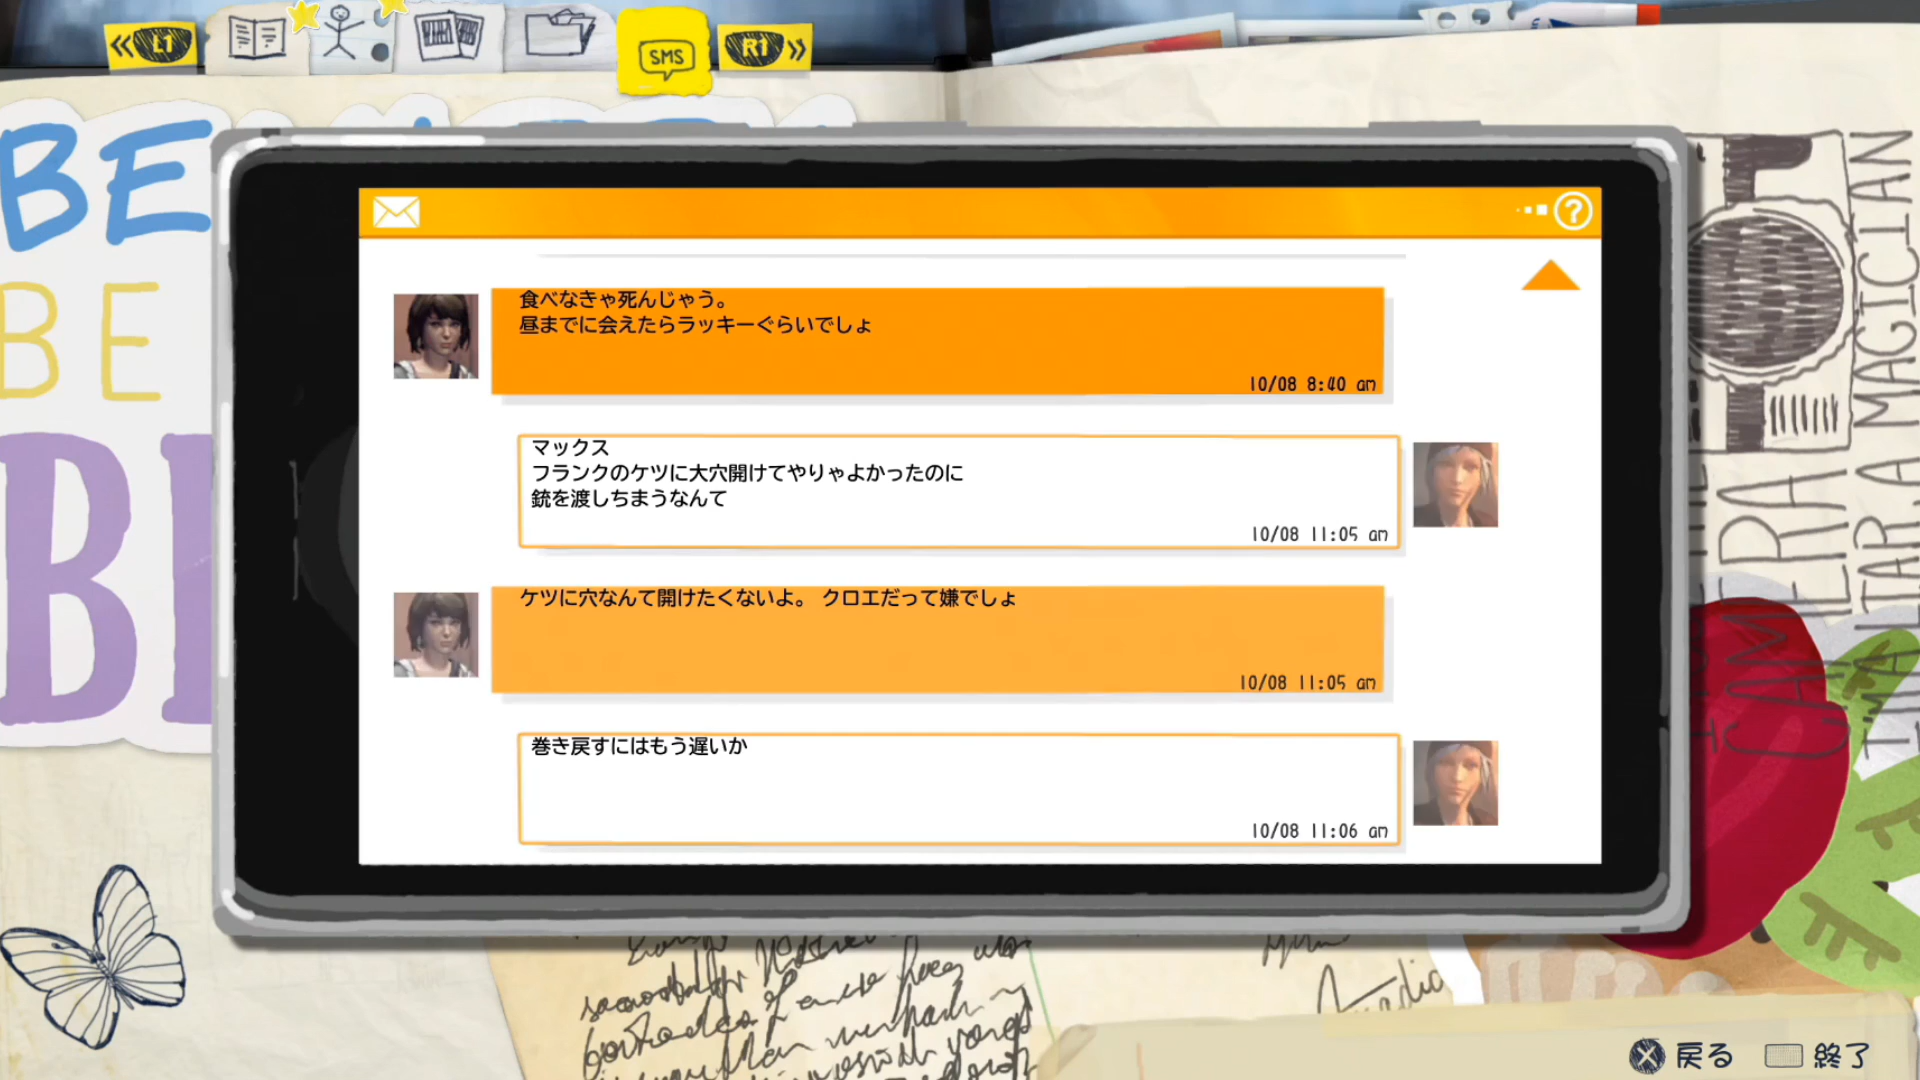 L1
SMS
R1
BE
BE
食べなきゃ死んじゃう。
昼までに会えたらラッキーぐらいでしょ
10/08 8:40 am
マックス
フランクのケツに大穴開けてやりゃよかったのに
銃を渡しちまうなんて
10/08 11:05 am
ケツに穴なんて開けたくないよ。 クロエだって嫌でしょ
10/08 11:05 am
巻き戻すにはもう遅いか
10/08 11:06 am
CAMERA
MAGICIAN
戻る
終了